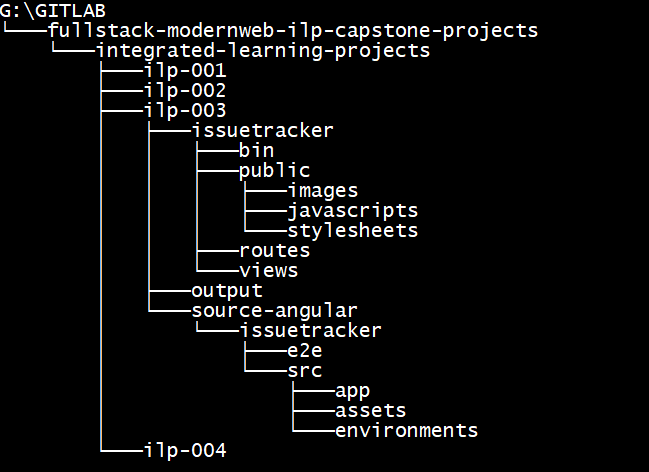 G:\GITLAB
└───fullstack-modernweb-ilp-capstone-projects
    └───integrated-learning-projects
        ├───ilp-001
        ├───ilp-002
        ├───ilp-003
        │   ├───issuetracker
        │   │   ├───bin
        │   │   ├───public
        │   │   │   ├───images
        │   │   │   ├───javascripts
        │   │   │   └───stylesheets
        │   │   ├───routes
        │   │   └───views
        │   ├───output
        │   └───source-angular
        │       └───issuetracker
        │           ├───e2e
        │           └───src
        │               ├───app
        │               ├───assets
        │               └───environments
        └───ilp-004